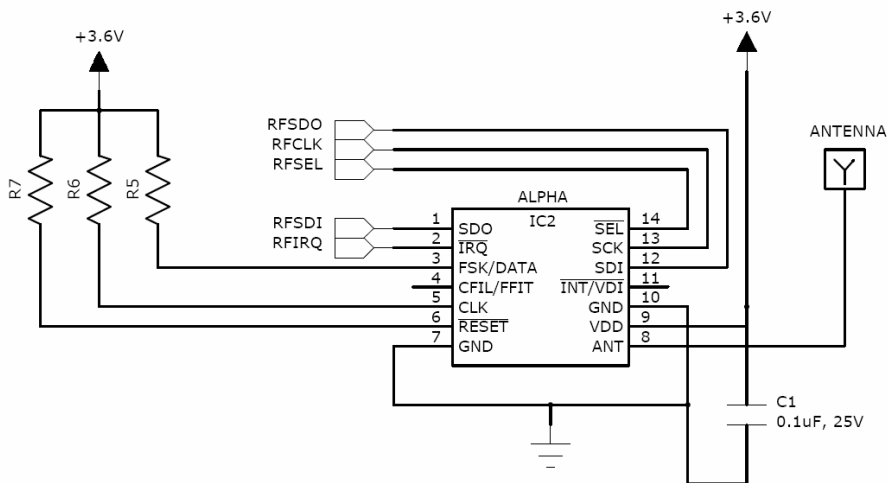 +3.6V
+3.6V
RFSDO
RFCLK
RFSEL
ANTENNA
R7
R6
R5
ALPHA
IC2
RFSDI
RFIRQ
1 SDO SEL 14
2 IRQ SCK 13
3 FSK/DATA SDI 12
4 CFIL/FFIT INT/VDI 11
5 CLK GND 10
6 RESET VDD 9
7 GND ANT 8
C1
0.1uF, 25V